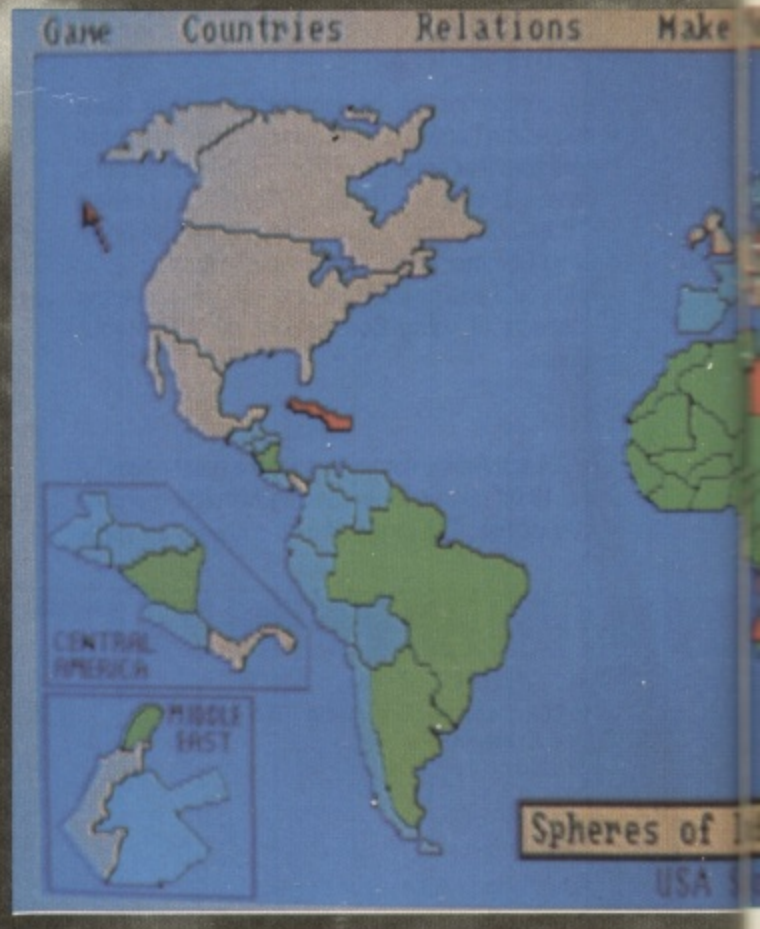 Game Countries Relations Make
CENTRAL
AMERICA
MIDDLE
EAST
Spheres of
USA